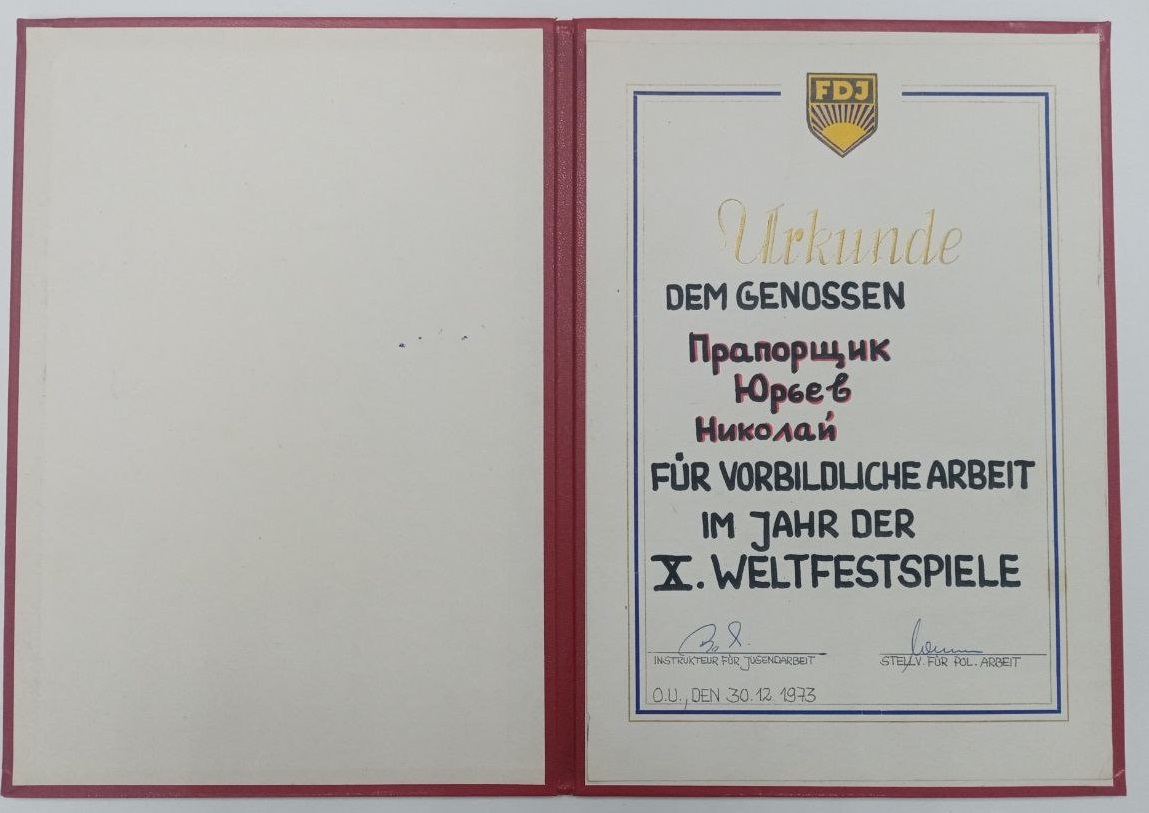 FDJ
Urkunde
DEM GENOSSEN
Прапорщик
Юрьев
Николай
FÜR VORBILDLICHE ARBEIT
IM JAHR DER
X. WELTFESTSPIELE
INSTRUKTEUR FÜR JUGENDARBEIT STELLV. FÜR POL. ARBEIT
O.U., DEN 30.12.1973